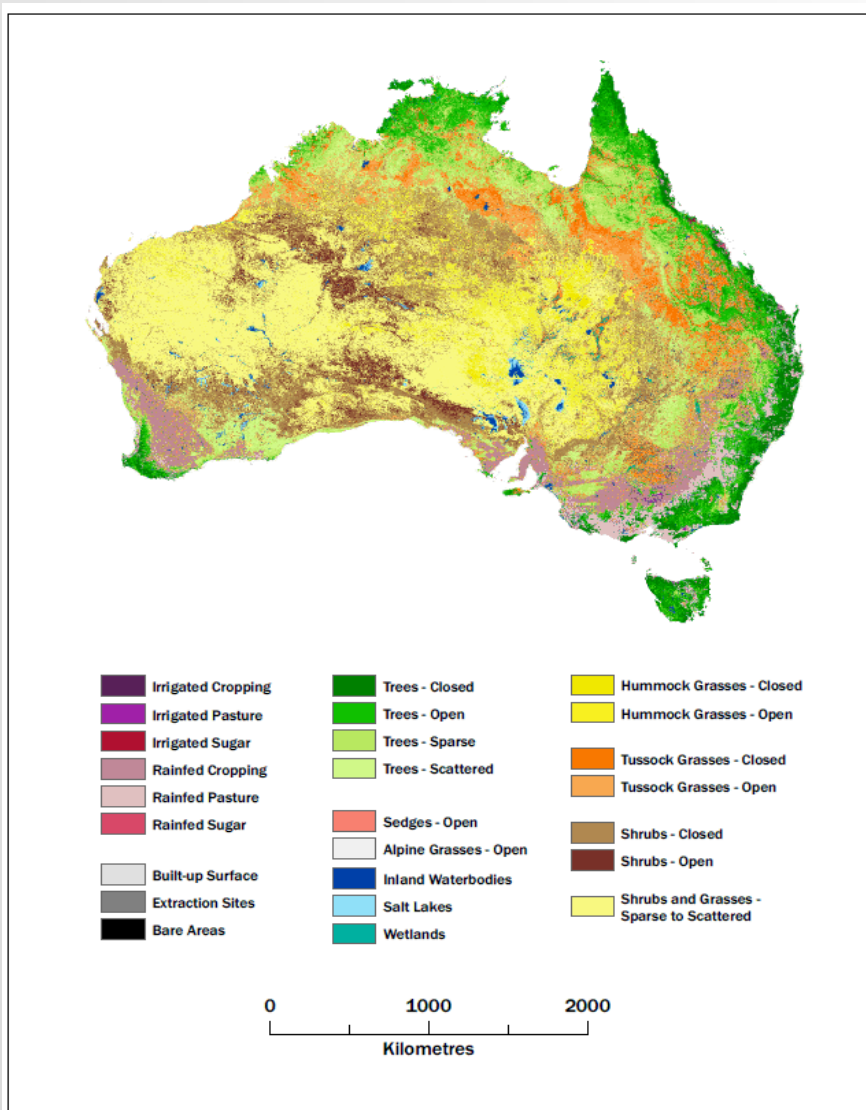 Irrigated Cropping
Irrigated Pasture
Irrigated Sugar
Rainfed Cropping
Rainfed Pasture
Rainfed Sugar
Built-up Surface
Extraction Sites
Bare Areas
Trees - Closed
Trees - Open
Trees - Sparse
Trees - Scattered
Sedges - Open
Alpine Grasses - Open
Inland Waterbodies
Salt Lakes
Wetlands
Hummock Grasses - Closed
Hummock Grasses - Open
Tussock Grasses - Closed
Tussock Grasses - Open
Shrubs - Closed
Shrubs - Open
Shrubs and Grasses -
Sparse to Scattered
0 1000 2000
Kilometres